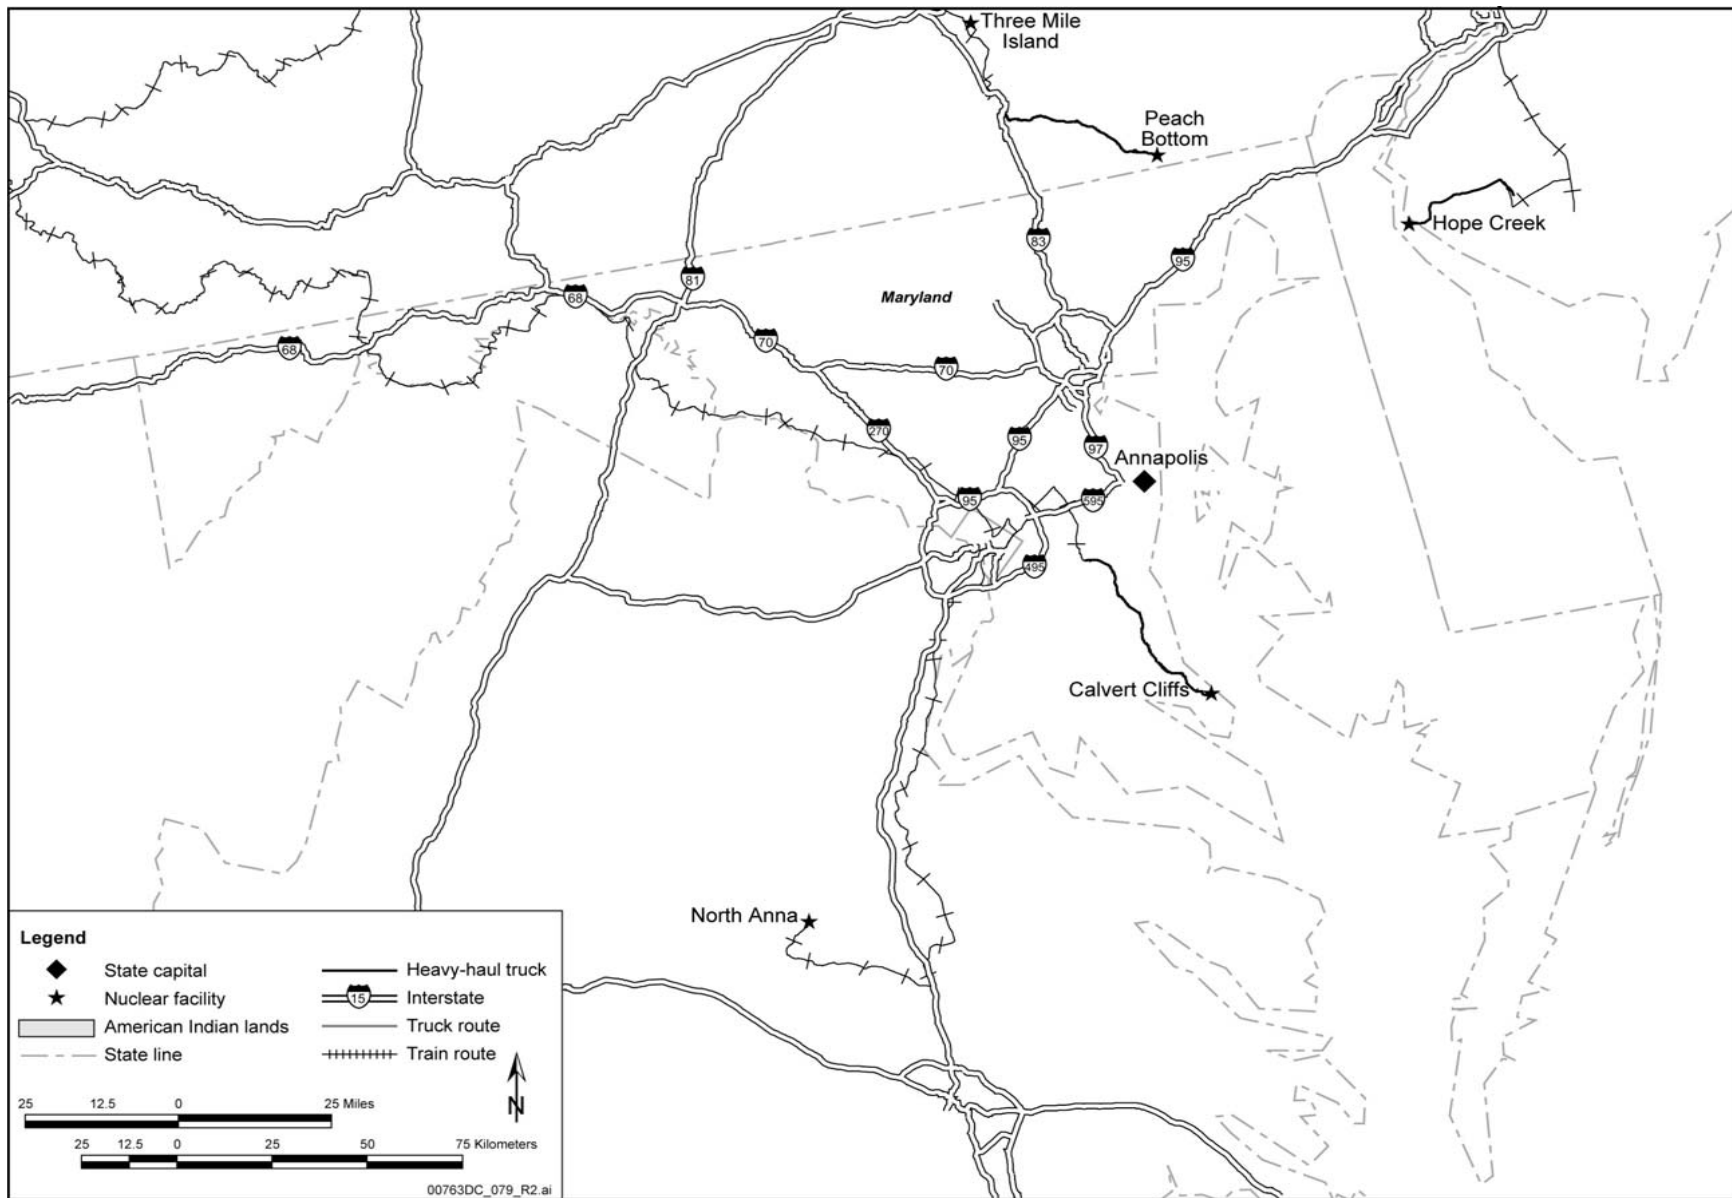 Three Mile
Island
Peach
Bottom
Hope Creek
83
95
81
68
Maryland
68
70
70
270
95
97
Annapolis
95
595
495
Calvert Cliffs
North Anna
Legend
State capital
Nuclear facility
American Indian lands
State line
Heavy-haul truck
15
Interstate
Truck route
Train route
N
25 12.5 0 25 Miles
25 12.5 0 25 50 75 Kilometers
00763DC_079_R2.ai